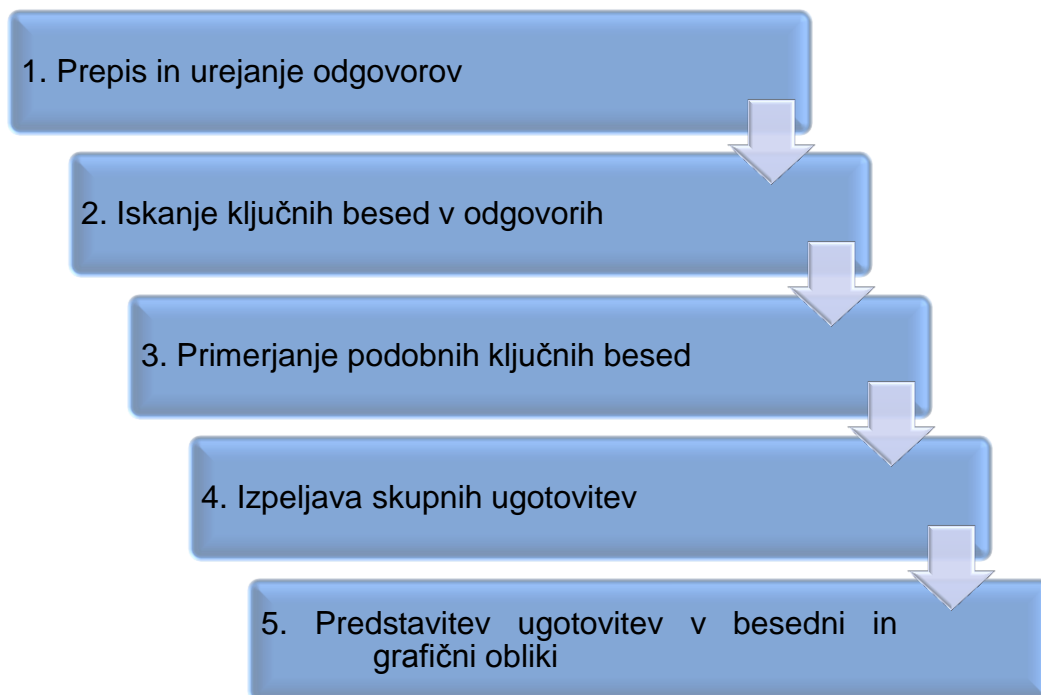 1. Prepis in urejanje odgovorov
2. Iskanje ključnih besed v odgovorih
3. Primerjanje podobnih ključnih besed
4. Izpeljava skupnih ugotovitev
5. Predstavitev ugotovitev v besedni in
grafični obliki